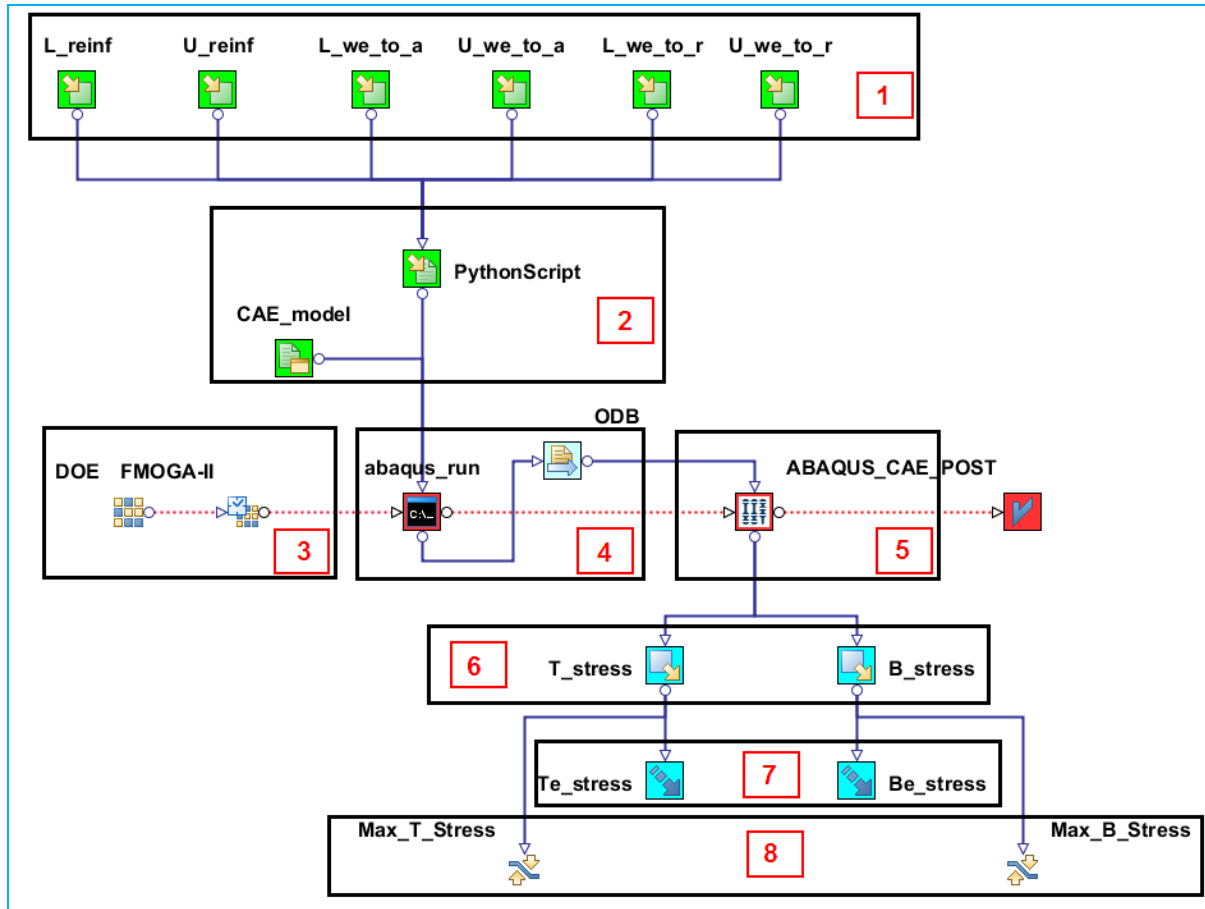 L_reinf U_reinf L_we_to_a U_we_to_a L_we_to_r U_we_to_r
1
PythonScript
2
CAE_model
ODB
DOE FMOGA-II abaqus_run ABAQUS_CAE_POST
C:\_
3 4 5
6 T_stress B_stress
7
Te_stress Be_stress
Max_T_Stress Max_B_Stress
8